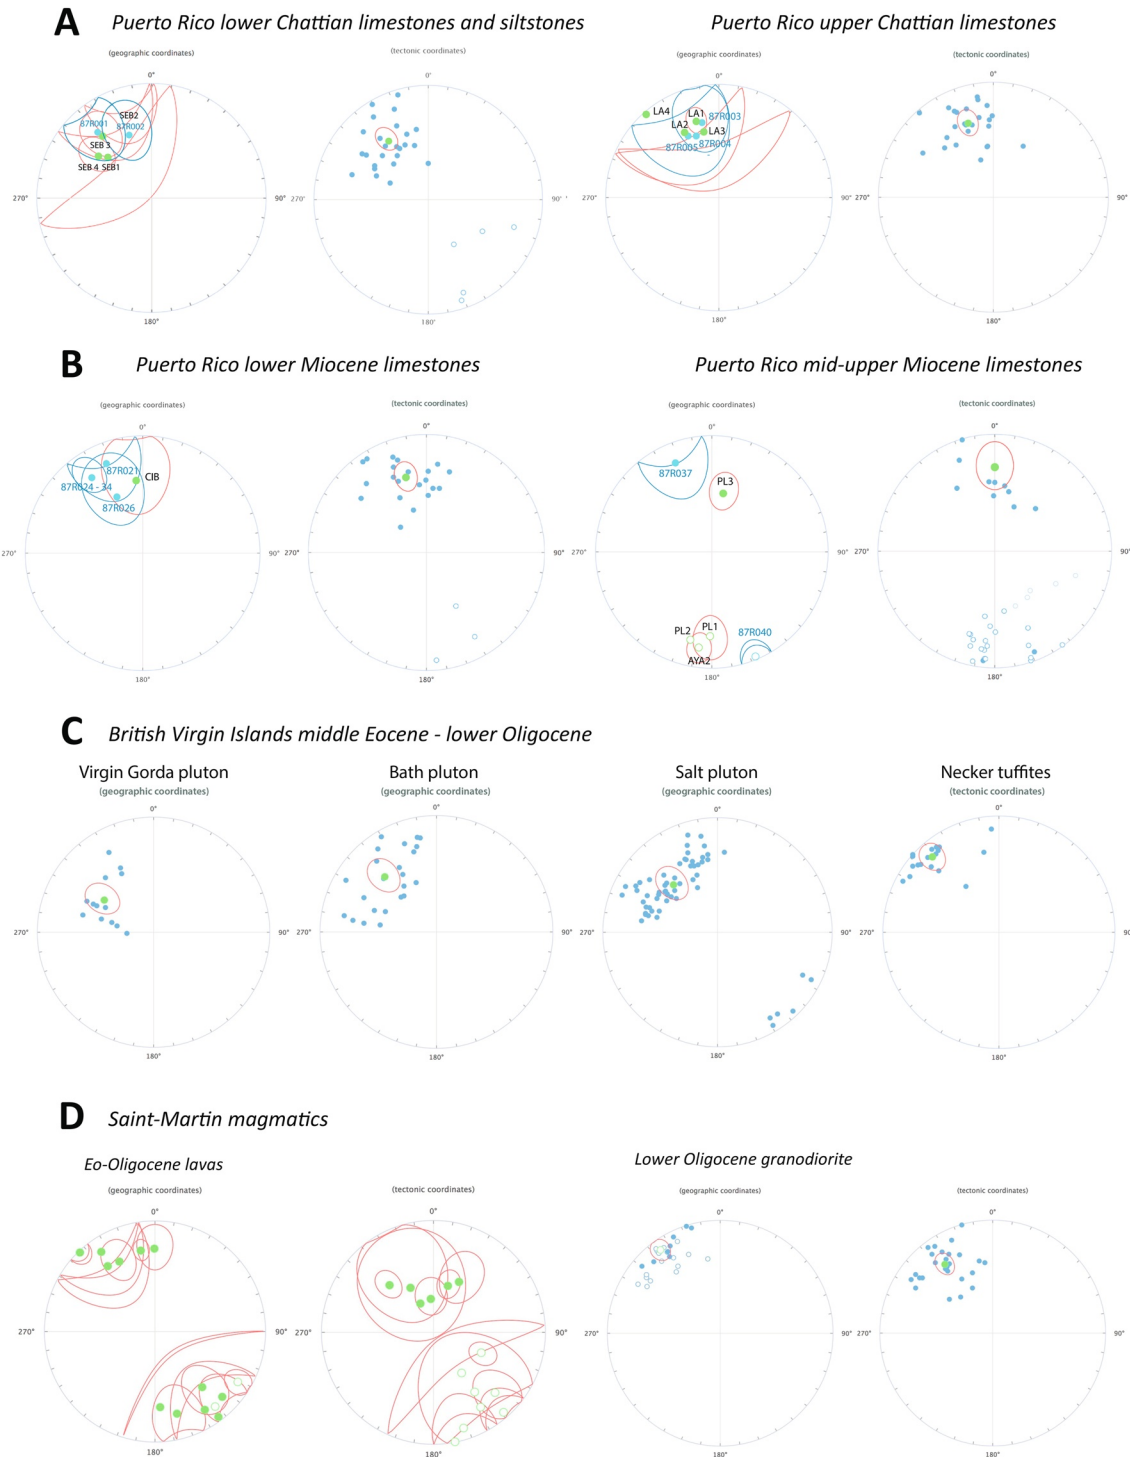 A Puerto Rico lower Chattian limestones and siltstones Puerto Rico upper Chattian limestones
(geographic coordinates) (tectonic coordinates) (geographic coordinates) (tectonic coordinates)
0° 0° 0° 0°
SEB2 LA4 LA1
87R001 87R002 LA2 87R003
SEB 3 LA3
87R005 87R004
SEB 4 SEB1
270° 90° 270° 90° 270° 90° 270° 90°
180° 180° 180° 180°
B Puerto Rico lower Miocene limestones Puerto Rico mid-upper Miocene limestones
(geographic coordinates) (tectonic coordinates) (geographic coordinates) (tectonic coordinates)
0° 0° 0° 0°
87R021 CIB 87R037
87R024 - 34 PL3
87R026
270° 90° 270° 90° 270° 90° 270° 90°
PL2 PL1 87R040
AYA2
180° 180° 180° 180°
C British Virgin Islands middle Eocene - lower Oligocene
Virgin Gorda pluton Bath pluton Salt pluton Necker tuffites
(geographic coordinates) (geographic coordinates) (geographic coordinates) (tectonic coordinates)
0° 0° 0° 0°
270° 90° 270° 90° 270° 90° 270° 90°
180° 180° 180° 180°
D Saint-Martin magmatics
Eo-Oligocene lavas Lower Oligocene granodiorite
(geographic coordinates) (tectonic coordinates) (geographic coordinates) (tectonic coordinates)
0° 0° 0° 0°
270° 90° 270° 90° 270° 90° 270° 90°
180° 180° 180° 180°